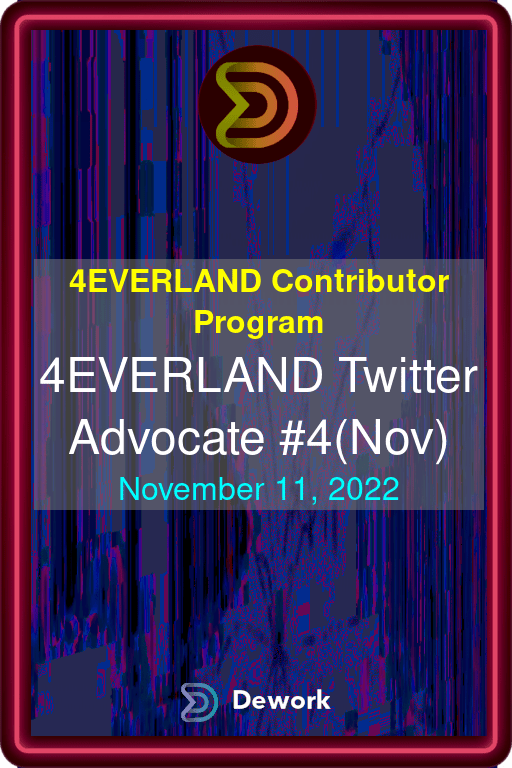 4EVERLAND Contributor
Program
4EVERLAND Twitter
Advocate #4(Nov)
November 11, 2022
Dework